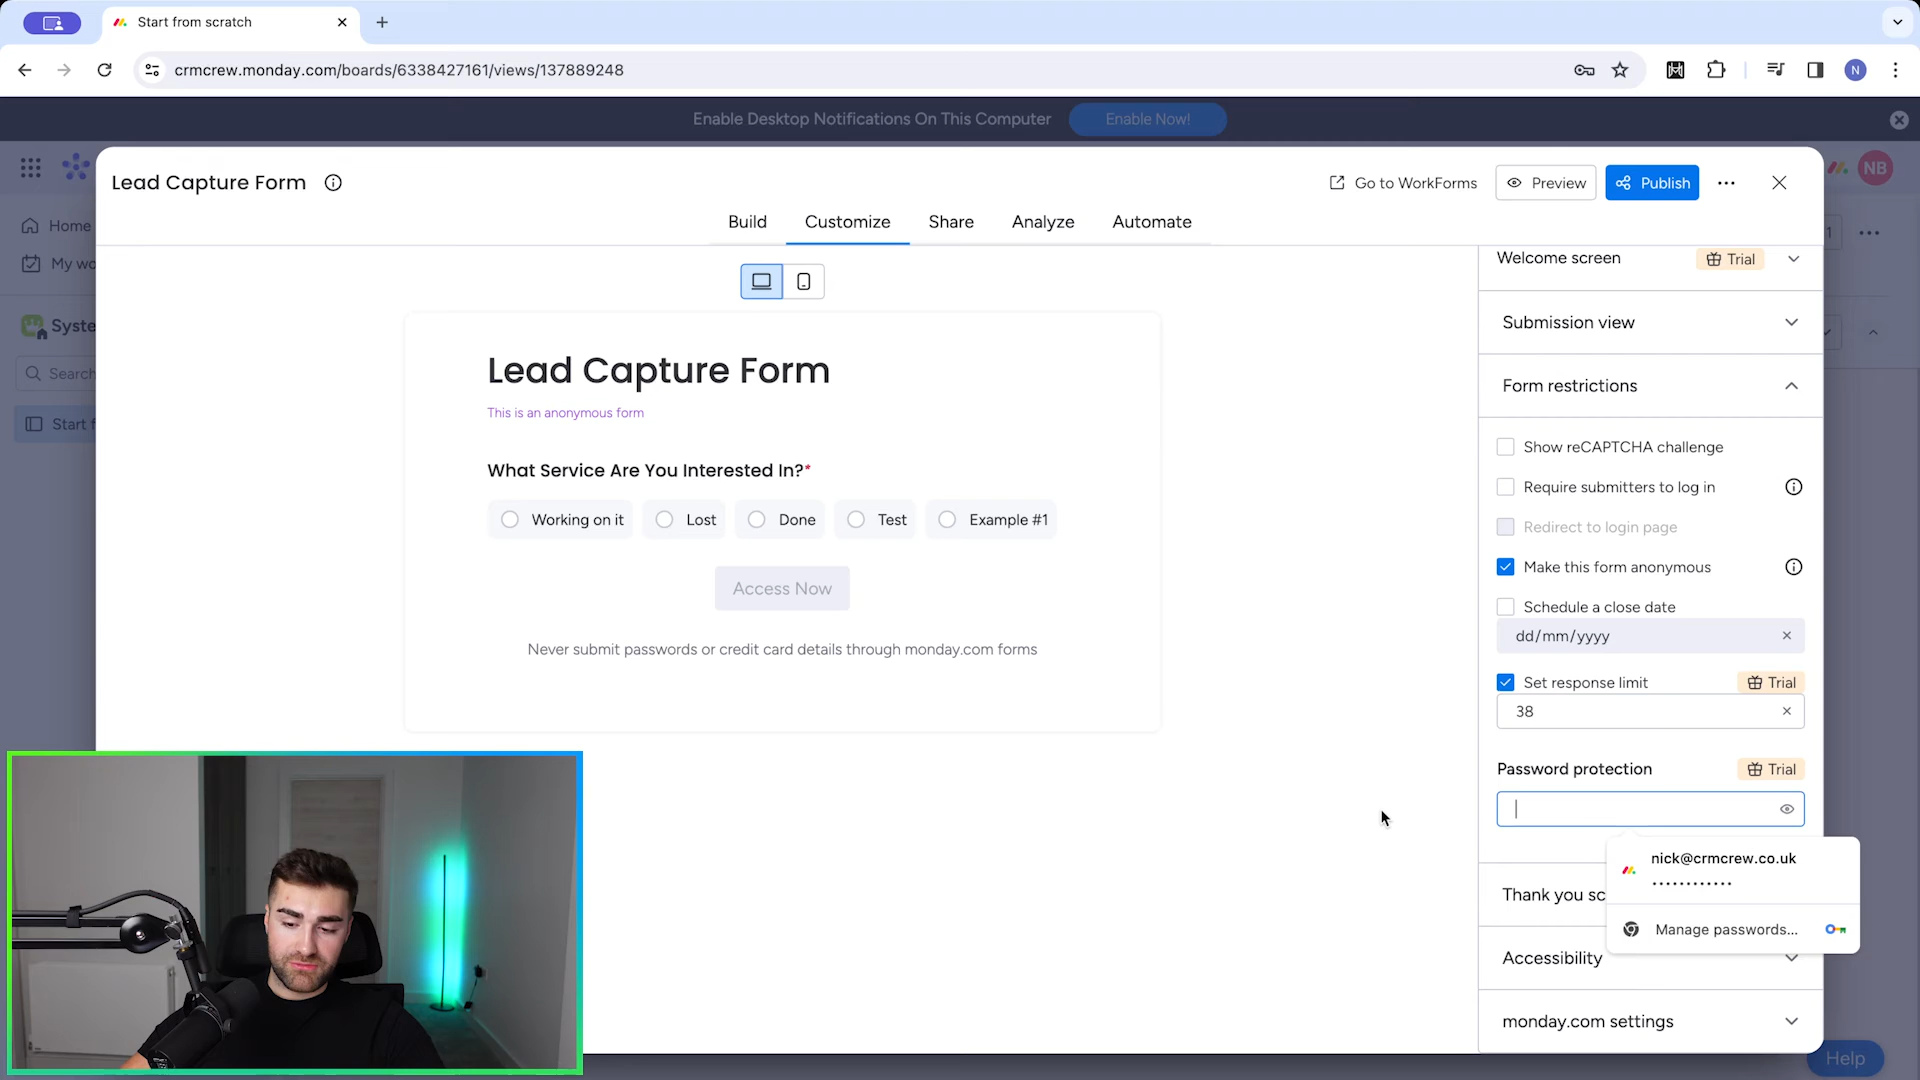 Start from scratch
crmcrew.monday.com/boards/6338427161/views/137889248
N
Enable Desktop Notifications On This Computer
Enable Now!
Lead Capture Form
Go to WorkForms
Preview
Publish
NB
Home
Build
Customize
Share
Analyze
Automate
1
My wo
Welcome screen
Trial
Syste
Search
Start f
Submission view
Form restrictions
Lead Capture Form
This is an anonymous form
What Service Are You Interested In?*
Working on it
Lost
Done
Test
Example #1
Access Now
Never submit passwords or credit card details through monday.com forms
Show reCAPTCHA challenge
Require submitters to log in
Redirect to login page
Make this form anonymous
Schedule a close date
dd/mm/yyyy
Set response limit
Trial
38
Password protection
Trial
nick@crmcrew.co.uk
............
Thank you sc
Manage passwords...
Accessibility
monday.com settings
Help